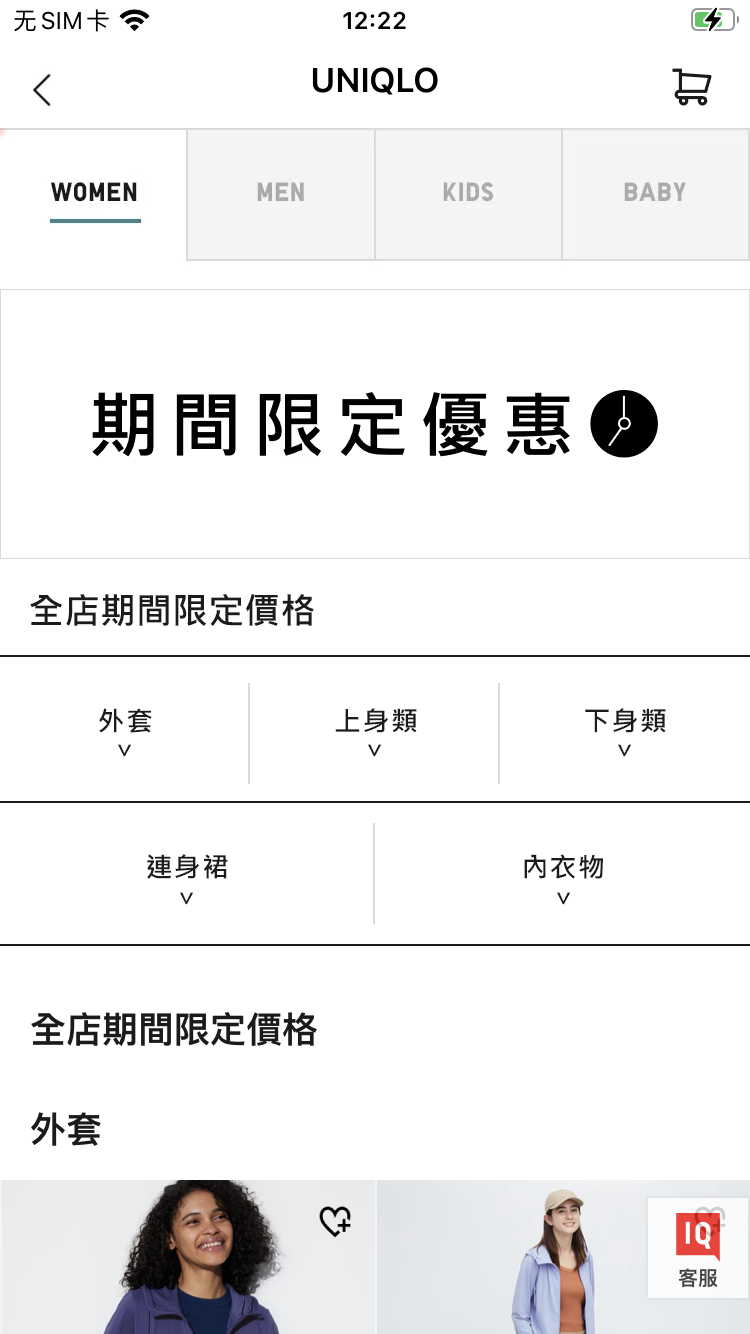 无SIM卡 12:22
UNIQLO
WOMEN MEN KIDS BABY
期間限定優惠
全店期間限定價格
外套 上身類 下身類
連身裙 內衣物
全店期間限定價格
外套
IQ
客服